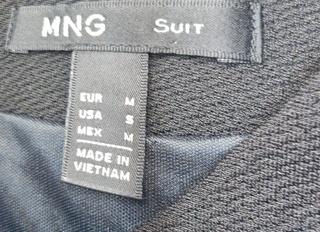 MNG SUIT
EUR M
USA S
MEX M
MADE IN
VIETNAM